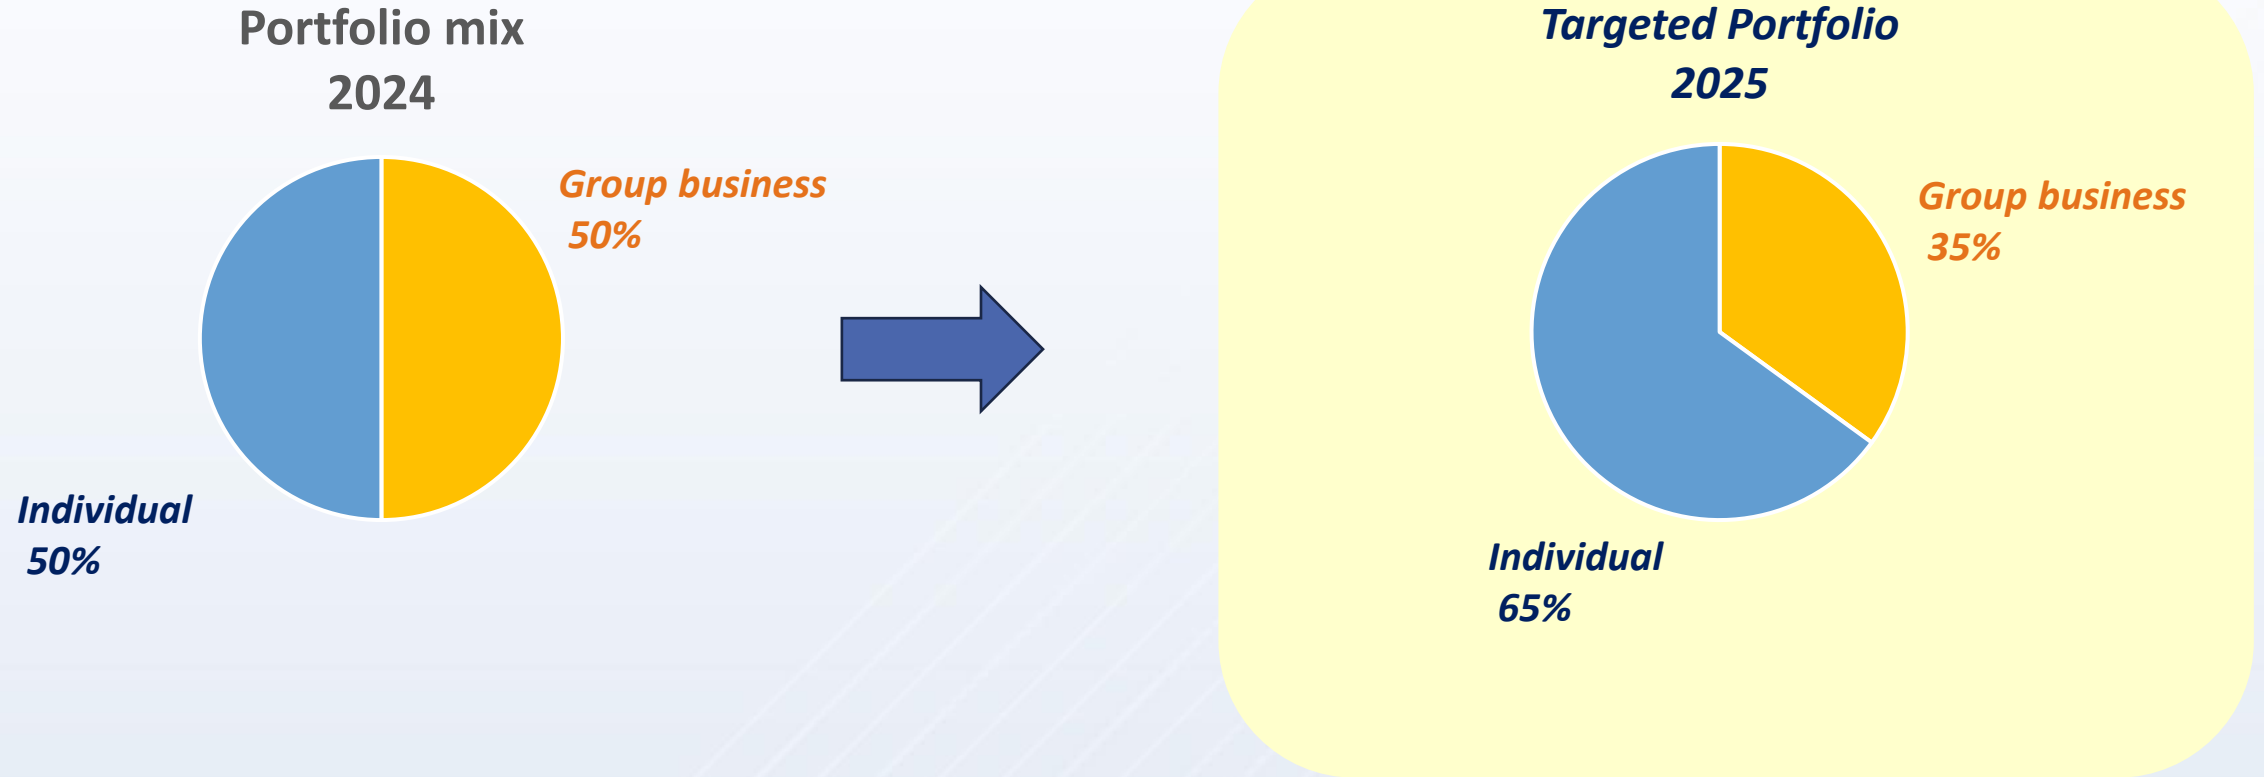 Portfolio mix
2024
Group business
50%
Individual
50%
Targeted Portfolio
2025
Group business
35%
Individual
65%